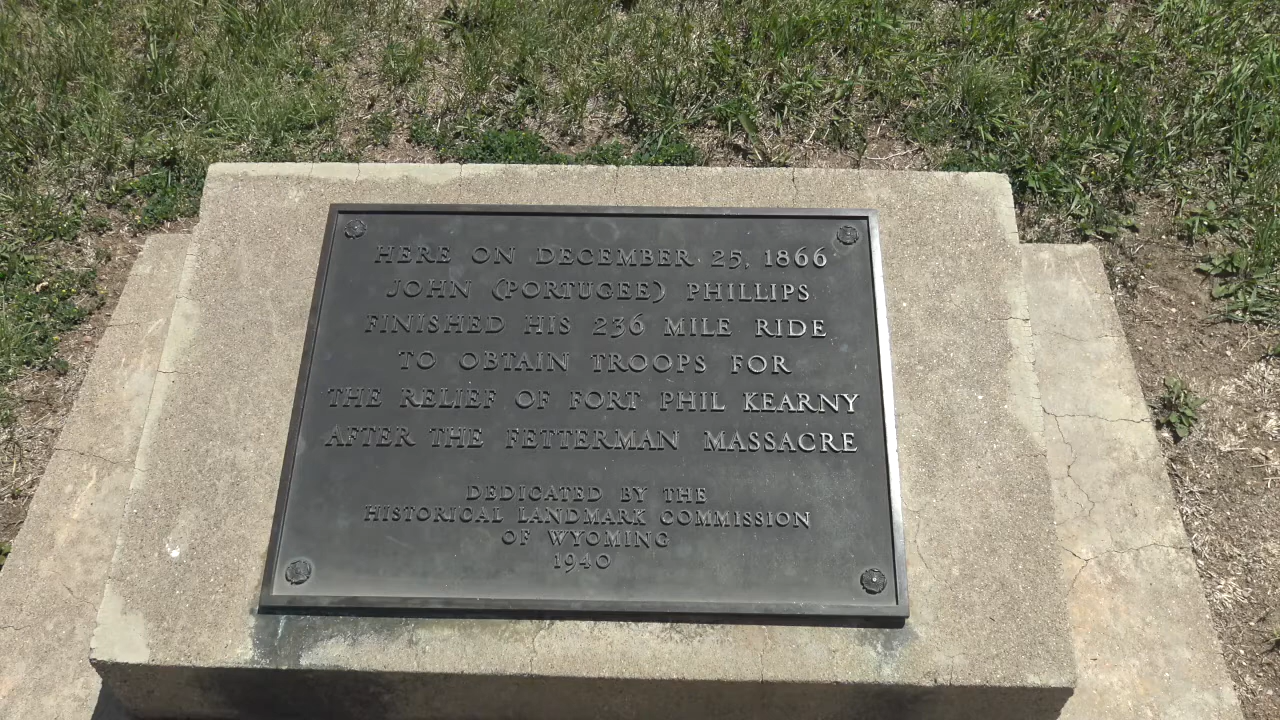 HERE ON DECEMBER 25, 1866
JOHN (PORTUGEE) PHILLIPS
FINISHED HIS 236 MILE RIDE
TO OBTAIN TROOPS FOR
THE RELIEF OF FORT PHIL KEARNY
AFTER THE FETTERMAN MASSACRE
DEDICATED BY THE
HISTORICAL LANDMARK COMMISSION
OF WYOMING
1940